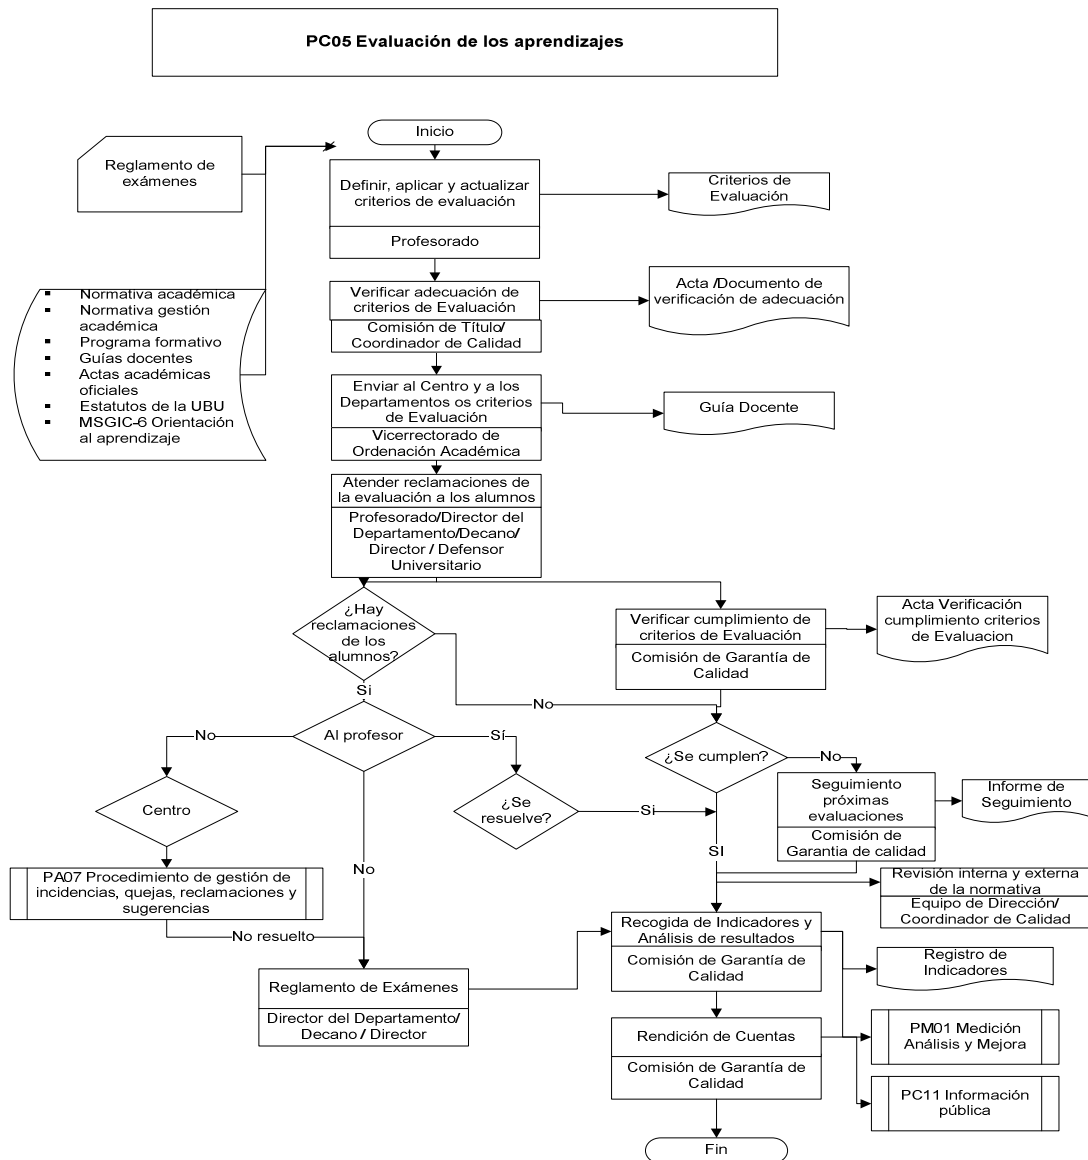 PC05 Evaluación de los aprendizajes
Inicio
Reglamento de
exámenes
Definir, aplicar y actualizar
criterios de evaluación
Profesorado
Criterios de
Evaluación
▪ Normativa académica
▪ Normativa gestión
académica
▪ Programa formativo
▪ Guías docentes
▪ Actas académicas
oficiales
▪ Estatutos de la UBU
▪ MSGIC-6 Orientación
al aprendizaje
Verificar adecuación de
criterios de Evaluación
Comisión de Título/
Coordinador de Calidad
Acta /Documento de
verificación de adecuación
Enviar al Centro y a los
Departamentos os criterios
de Evaluación
Vicerrectorado de
Ordenación Académica
Guía Docente
Atender reclamaciones de
la evaluación a los alumnos
Profesorado/Director del
Departamento/Decano/
Director / Defensor
Universitario
¿Hay
reclamaciones
de los
alumnos?
Verificar cumplimiento de
criterios de Evaluación
Comisión de Garantía de
Calidad
Acta Verificación
cumplimiento criterios
de Evaluacion
Si
No
Al profesor
No
Sí
¿Se cumplen?
No
Centro
¿Se
resuelve?
Si
Seguimiento
próximas
evaluaciones
Comisión de
Garantia de calidad
Informe de
Seguimiento
SI
No
PA07 Procedimiento de gestión de
incidencias, quejas, reclamaciones y
sugerencias
Revisión interna y externa
de la normativa
Equipo de Dirección/
Coordinador de Calidad
No resuelto
Recogida de Indicadores y
Análisis de resultados
Comisión de Garantía de
Calidad
Registro de
Indicadores
Reglamento de Exámenes
Director del Departamento/
Decano / Director
Rendición de Cuentas
Comisión de Garantía de
Calidad
PM01 Medición
Análisis y Mejora
PC11 Información
pública
Fin